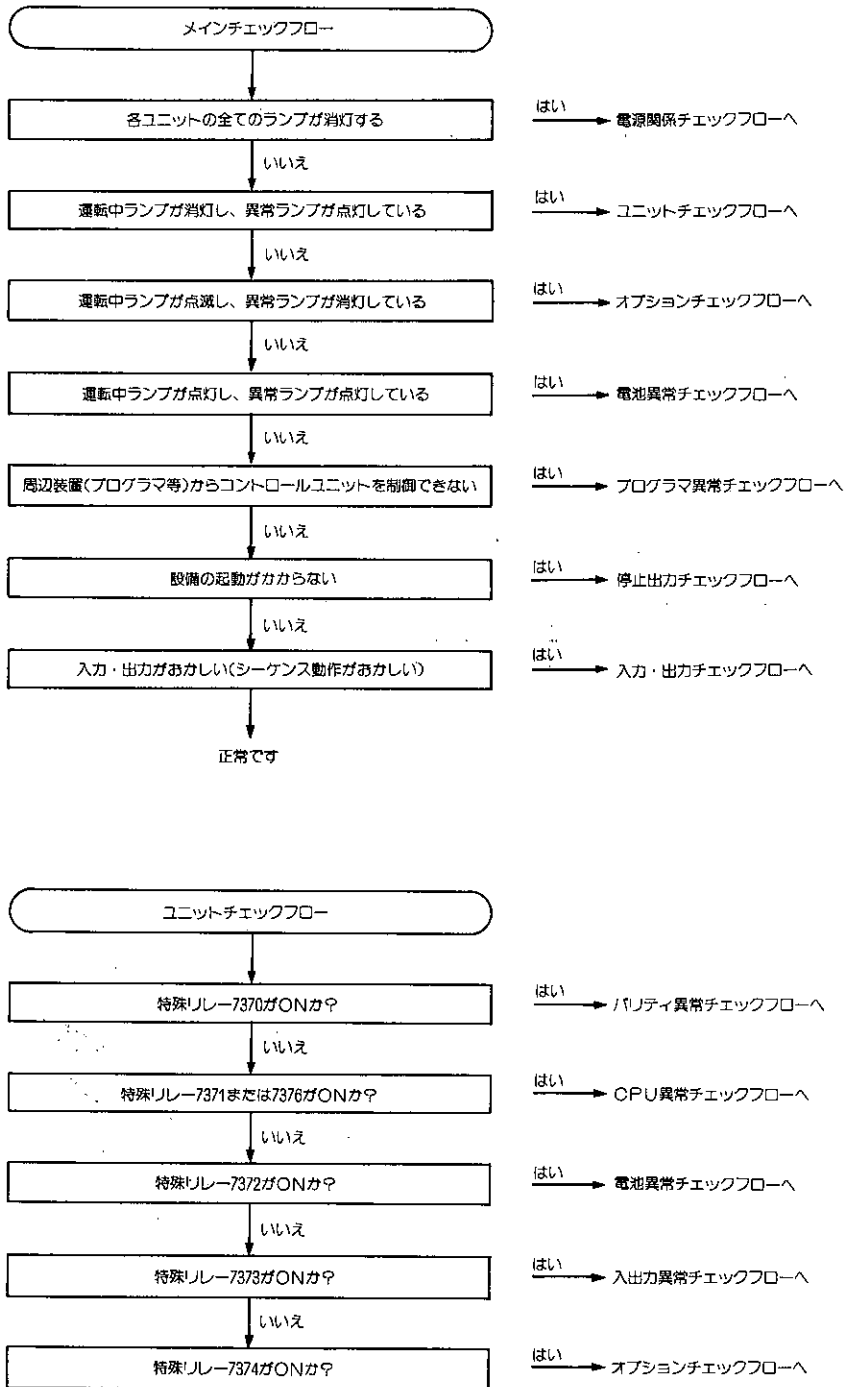 メインチェックフロー
各ユニットの全てのランプが消灯する
はい
電源関係チェックフローへ
いいえ
運転中ランプが消灯し、異常ランプが点灯している
はい
ユニットチェックフローへ
いいえ
運転中ランプが点滅し、異常ランプが消灯している
はい
オプションチェックフローへ
いいえ
運転中ランプが点灯し、異常ランプが点灯している
はい
電池異常チェックフローへ
いいえ
周辺装置(プログラマ等)からコントロールユニットを制御できない
はい
プログラマ異常チェックフローへ
いいえ
設備の起動がかからない
はい
停止出力チェックフローへ
いいえ
入力・出力がおかしい(シーケンス動作がおかしい)
はい
入力・出力チェックフローへ
正常です
ユニットチェックフロー
特殊リレー7370がONか?
はい
パリティ異常チェックフローへ
いいえ
特殊リレー7371または7376がONか?
はい
CPU異常チェックフローへ
いいえ
特殊リレー7372がONか?
はい
電池異常チェックフローへ
いいえ
特殊リレー7373がONか?
はい
入出力異常チェックフローへ
いいえ
特殊リレー7374がONか?
はい
オプションチェックフローへ